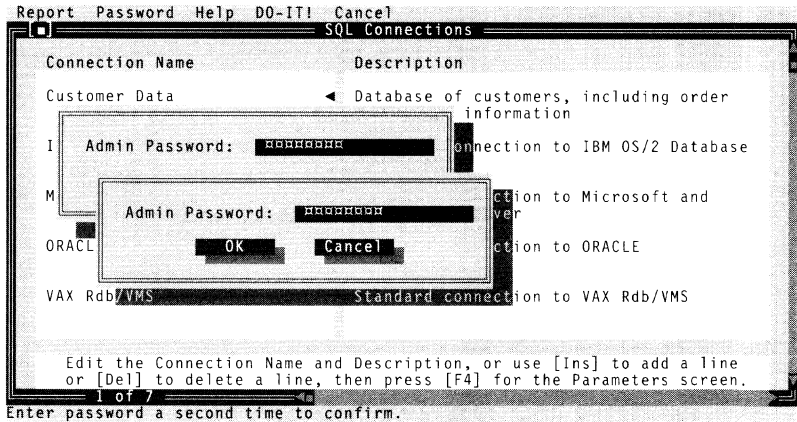 Report Password Help DO-IT! Cancel
SQL Connections
Connection Name Description
Customer Data ◄ Database of customers, including order
information
I onnection to IBM OS/2 Database
Admin Password: ¤¤¤¤¤¤¤¤
M ction to Microsoft and
ver
Admin Password: ¤¤¤¤¤¤¤¤
ORACL ction to ORACLE
OK Cancel
VAX Rdb/VMS Standard connection to VAX Rdb/VMS
Edit the Connection Name and Description, or use [Ins] to add a line
or [Del] to delete a line, then press [F4] for the Parameters screen.
1 of 7
Enter password a second time to confirm.